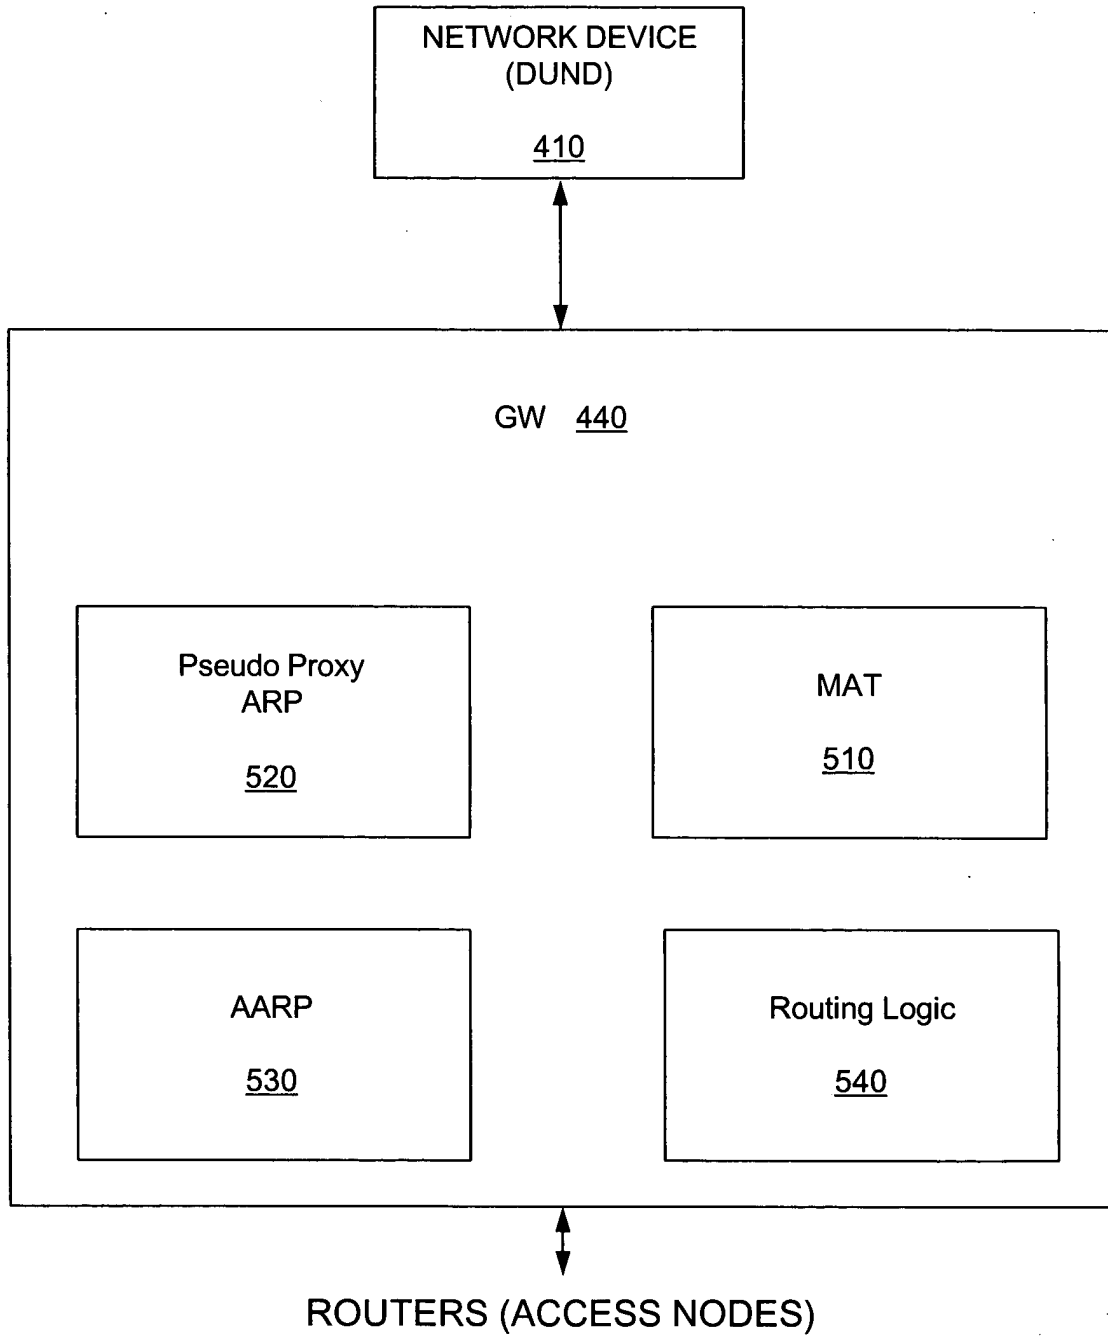 NETWORK DEVICE
(DUND)
410
GW 440
Pseudo Proxy
ARP
520
MAT
510
AARP
530
Routing Logic
540
ROUTERS (ACCESS NODES)